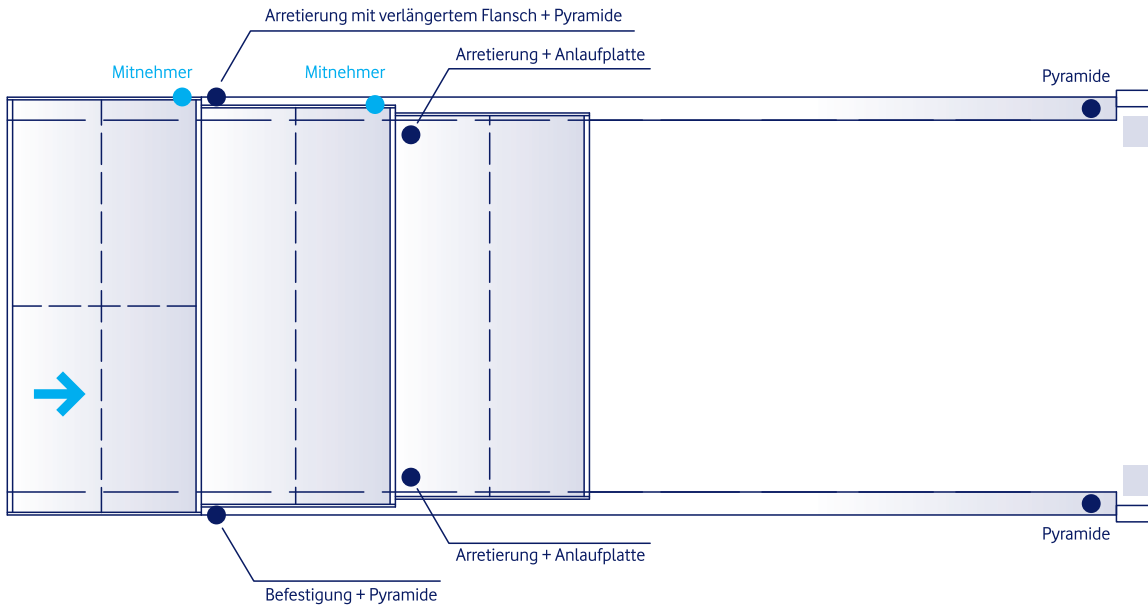 Arretierung mit verlängertem Flansch + Pyramide
Arretierung + Anlaufplatte
Mitnehmer
Mitnehmer
Pyramide
Pyramide
Arretierung + Anlaufplatte
Befestigung + Pyramide